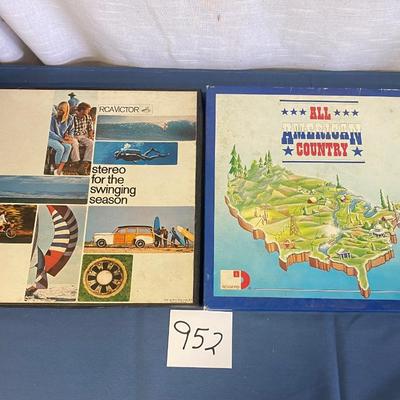 RCA VICTOR
stereo
for the
swinging
season
ALL
AMERICAN
COUNTRY
952